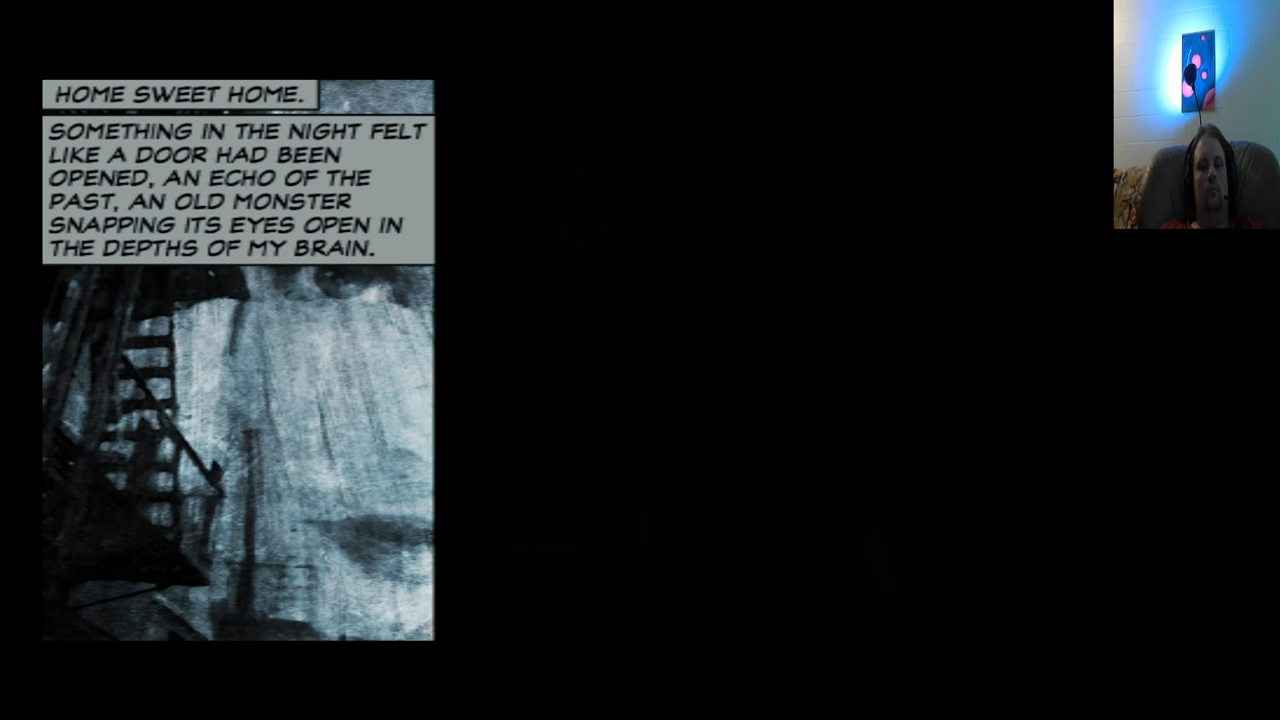 HOME SWEET HOME.
SOMETHING IN THE NIGHT FELT
LIKE A DOOR HAD BEEN
OPENED, AN ECHO OF THE
PAST, AN OLD MONSTER
SNAPPING ITS EYES OPEN IN
THE DEPTHS OF MY BRAIN.